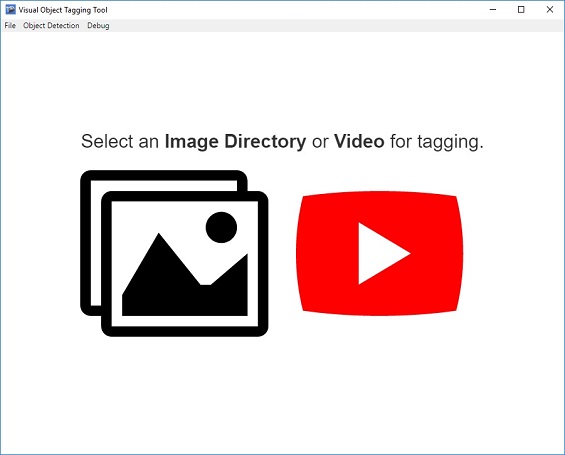 Visual Object Tagging Tool
File Object Detection Debug
Select an Image Directory or Video for tagging.